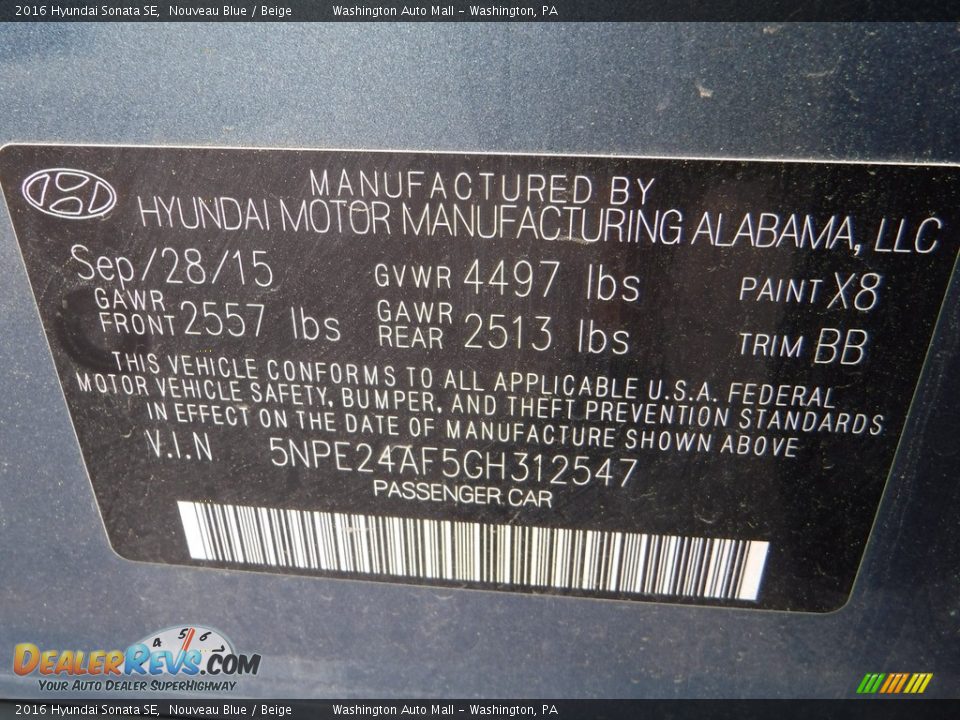 2016 Hyundai Sonata SE, Nouveau Blue / Beige Washington Auto Mall - Washington, PA
MANUFACTURED BY
HYUNDAI MOTOR MANUFACTURING ALABAMA, LLC
Sep/28/15 GVWR 4497 lbs PAINT X8
GAWR FRONT 2557 lbs GAWR REAR 2513 lbs TRIM BB
THIS VEHICLE CONFORMS TO ALL APPLICABLE U.S.A. FEDERAL
MOTOR VEHICLE SAFETY, BUMPER, AND THEFT PREVENTION STANDARDS
IN EFFECT ON THE DATE OF MANUFACTURE SHOWN ABOVE
V.I.N 5NPE24AF5GH312547
PASSENGER CAR
4 5 6
DealerRevs.com
Your Auto Dealer SuperHighway
2016 Hyundai Sonata SE, Nouveau Blue / Beige Washington Auto Mall - Washington, PA